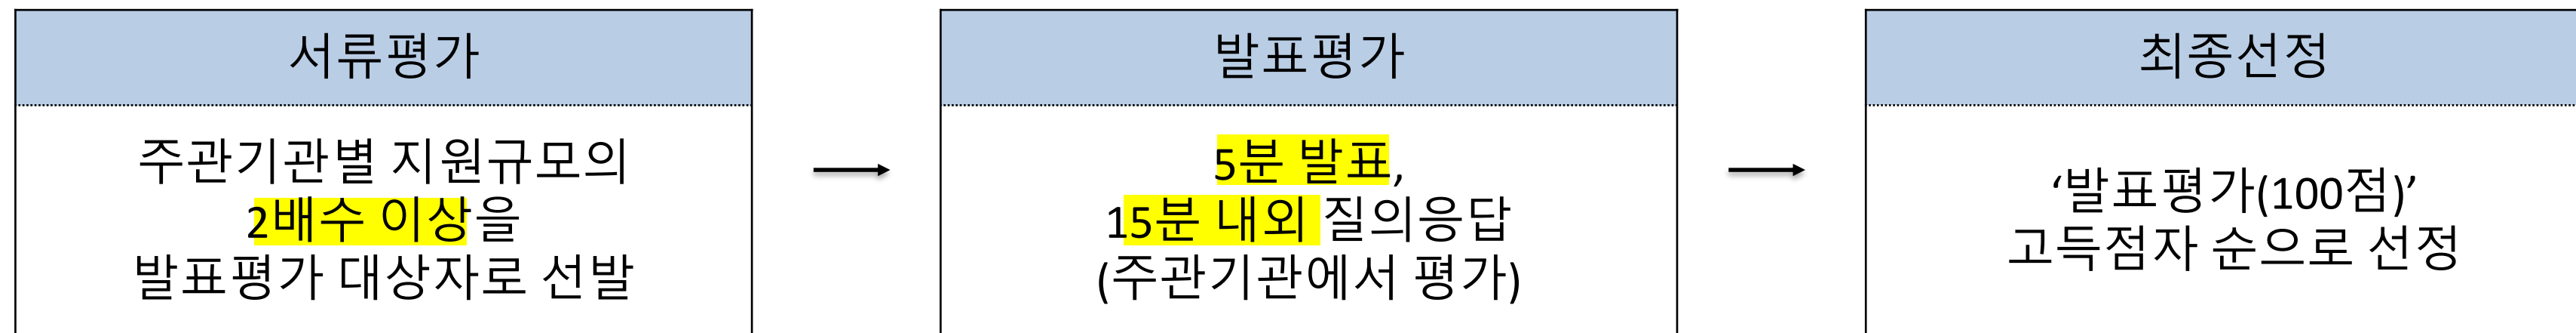 서류평가
주관기관별 지원규모의
2배수 이상을
발표평가 대상자로 선발
발표평가
5분 발표,
15분 내외 질의응답
(주관기관에서 평가)
최종선정
‘발표평가(100점)’
고득점자 순으로 선정